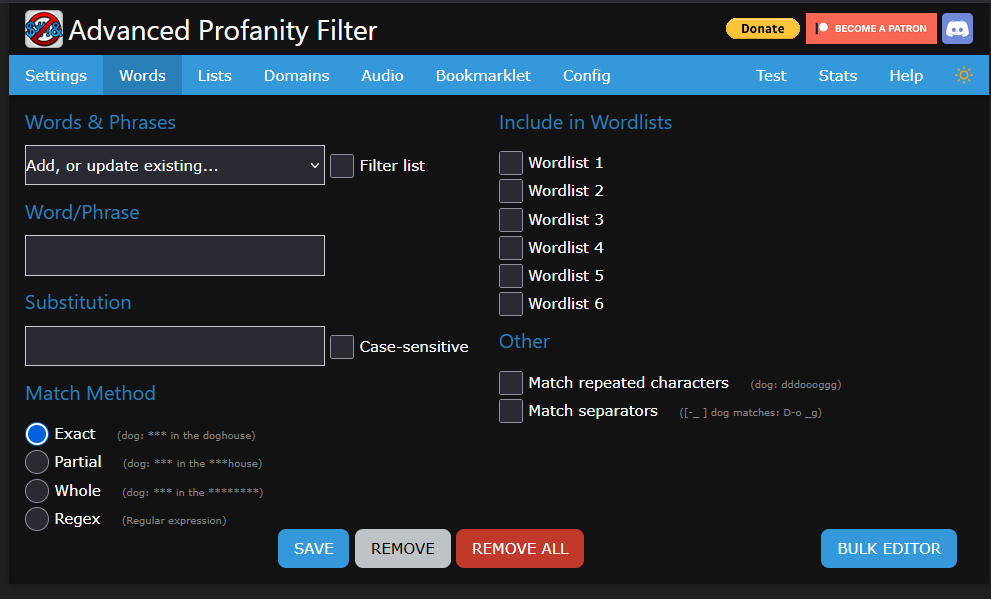 Advanced Profanity Filter
Donate
BECOME A PATRON
Settings Words Lists Domains Audio Bookmarklet Config Test Stats Help
Words & Phrases
Add, or update existing...
Filter list
Word/Phrase
Substitution
Case-sensitive
Match Method
Exact (dog: *** in the doghouse)
Partial (dog: *** in the ***house)
Whole (dog: *** in the ********)
Regex (Regular expression)
Include in Wordlists
Wordlist 1
Wordlist 2
Wordlist 3
Wordlist 4
Wordlist 5
Wordlist 6
Other
Match repeated characters (dog: dddoooggg)
Match separators ([-_ ] dog matches: D-o _g)
SAVE REMOVE REMOVE ALL BULK EDITOR